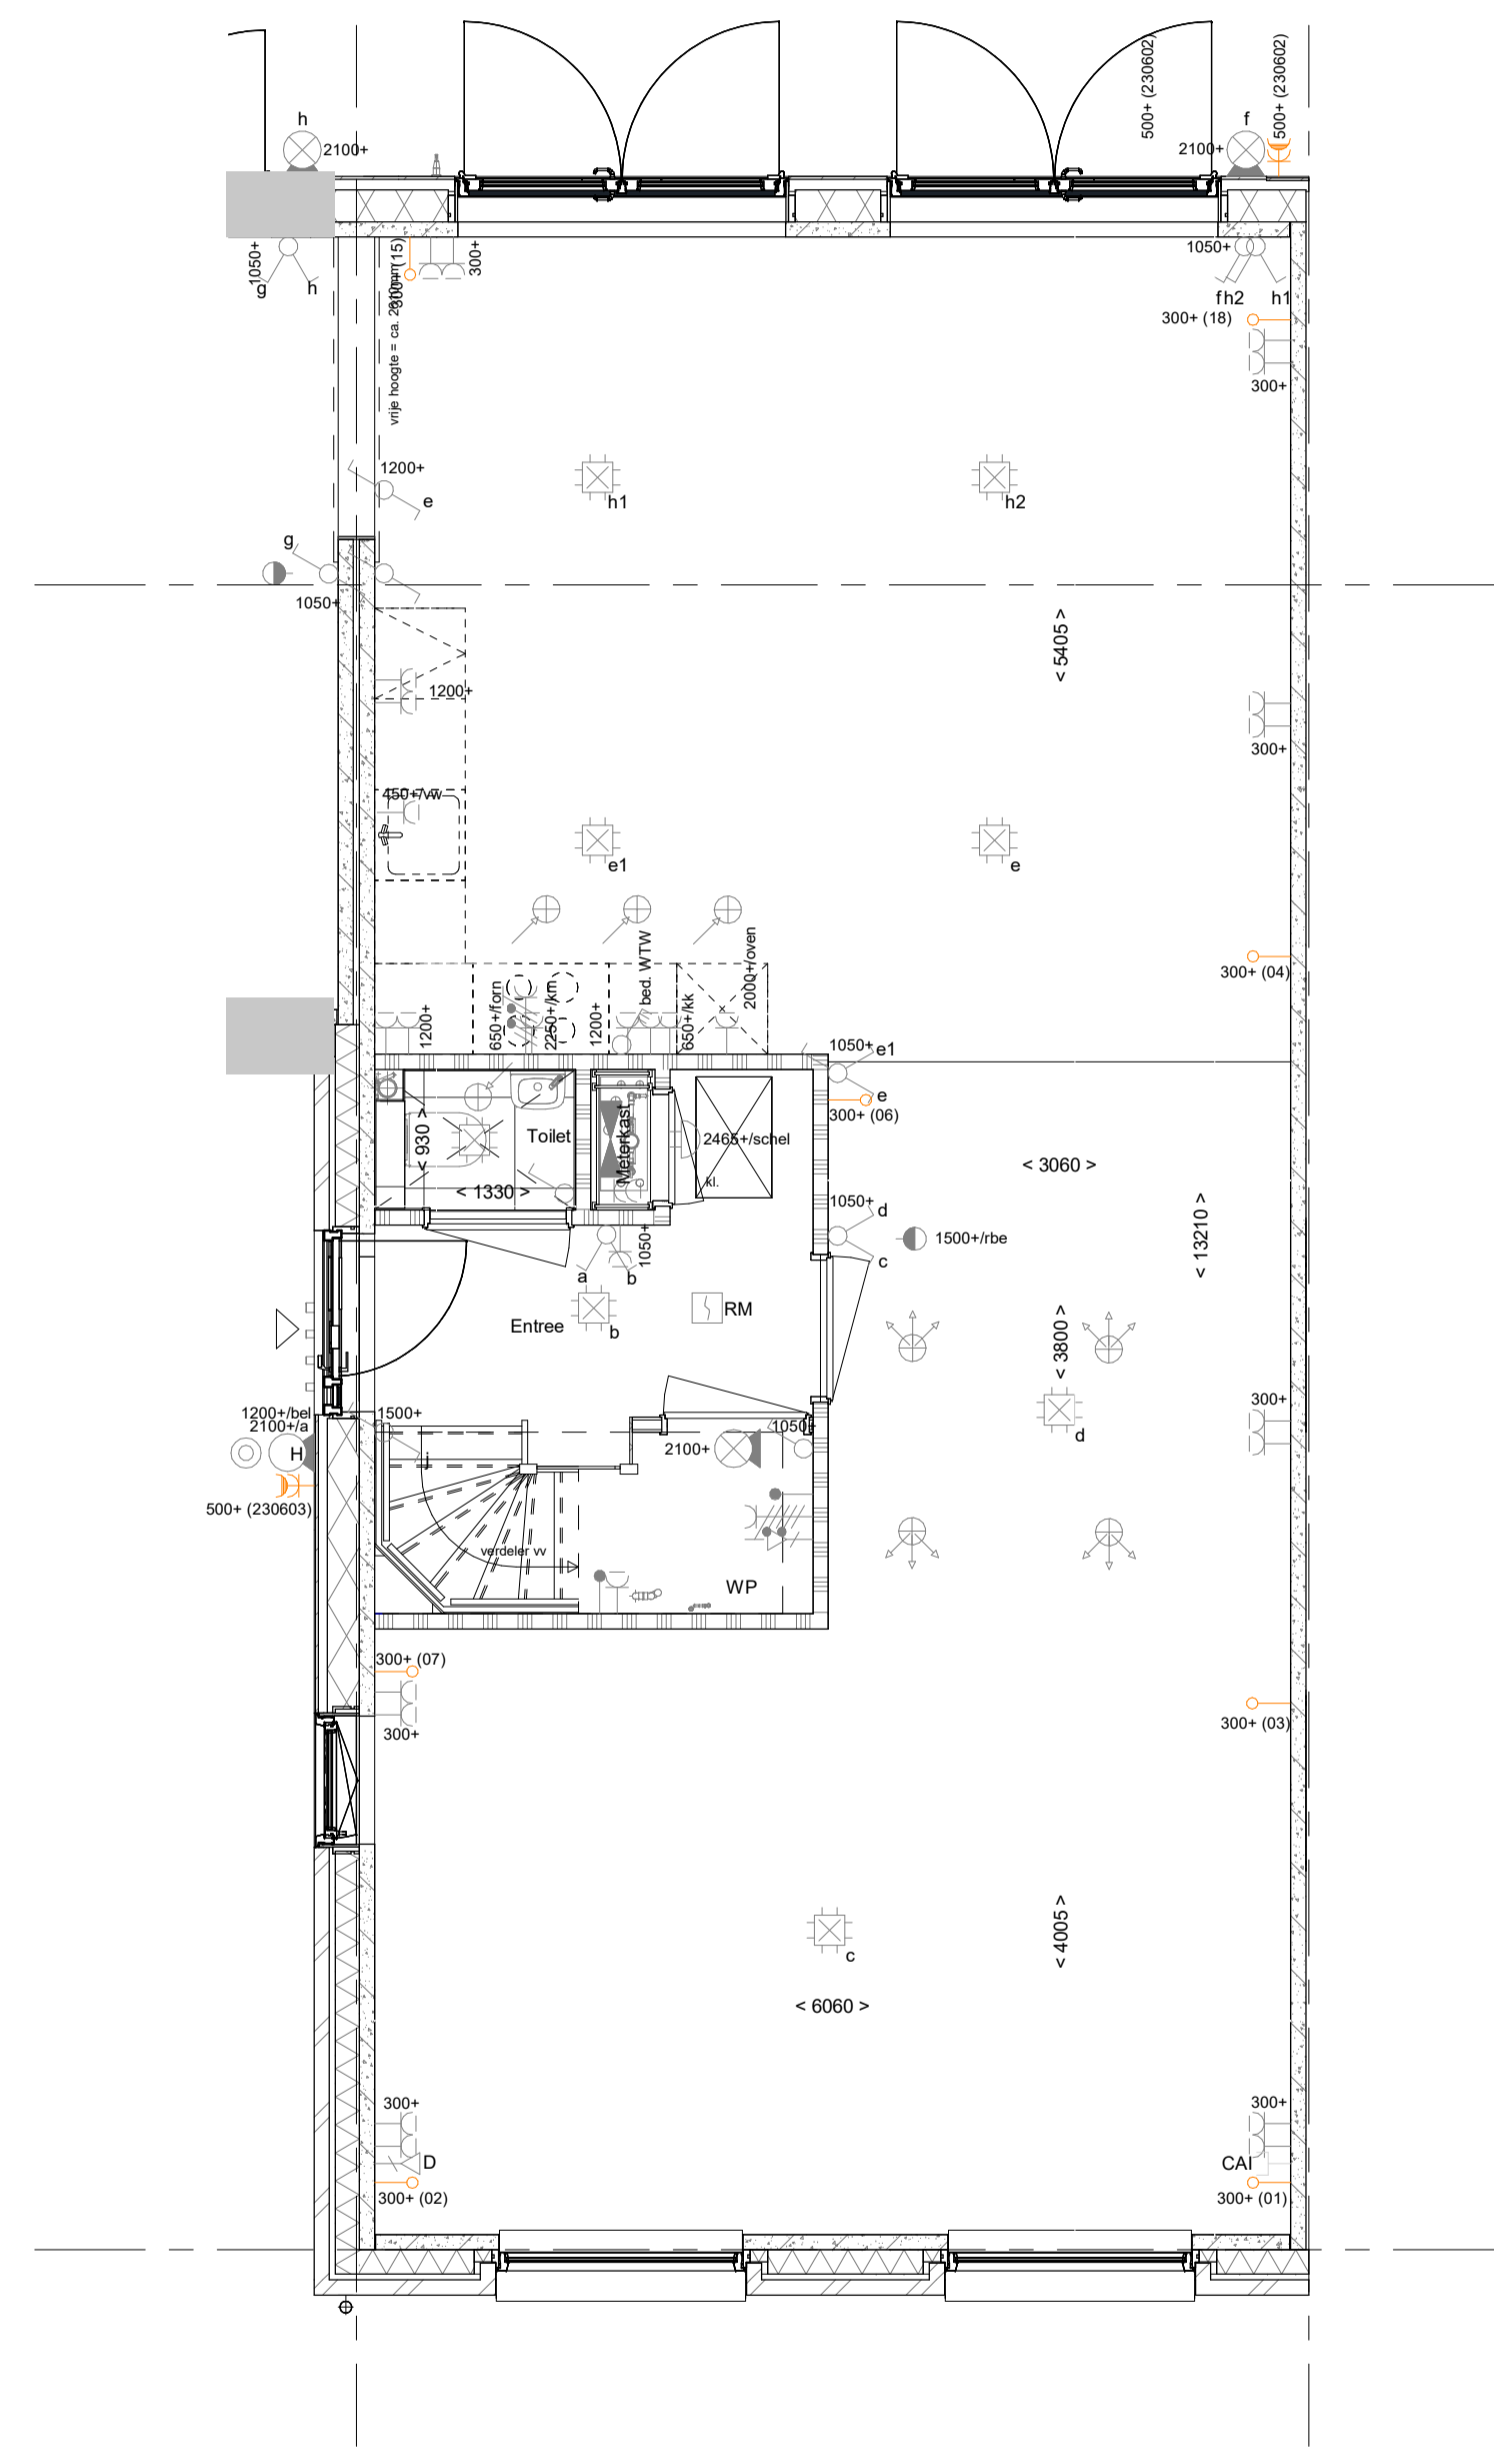 500+ (230602)
500+ (230602)
h
2100+
f
2100+
1050+
g
h
300+ (15)
300+
vrije hoogte = ca.
1050+
f
h2
h1
300+ (18)
300+
1200+
e
h1
h2
g
1050+
< 5405 >
1200+
300+
450+/vw
e1
e
bed. WTW
2000+/oven
300+ (04)
1200+
650+/forn
2250+/km
1200+
650+/kk
1050+
e1
e
300+ (06)
< 930 >
Toilet
Meterkast
2465+/schel
< 3060 >
kl.
< 1330 >
1050+
d
c
1500+/rbe
< 13210 >
1050+
a
b
Entree
b
RM
< 3800 >
1200+/bel
2100+/a
H
1500+
j
2100+
1050+
d
300+
500+ (230603)
verdeler vv
WP
300+ (07)
300+
300+ (03)
c
< 4005 >
< 6060 >
300+
D
300+ (02)
300+
CAI
300+ (01)